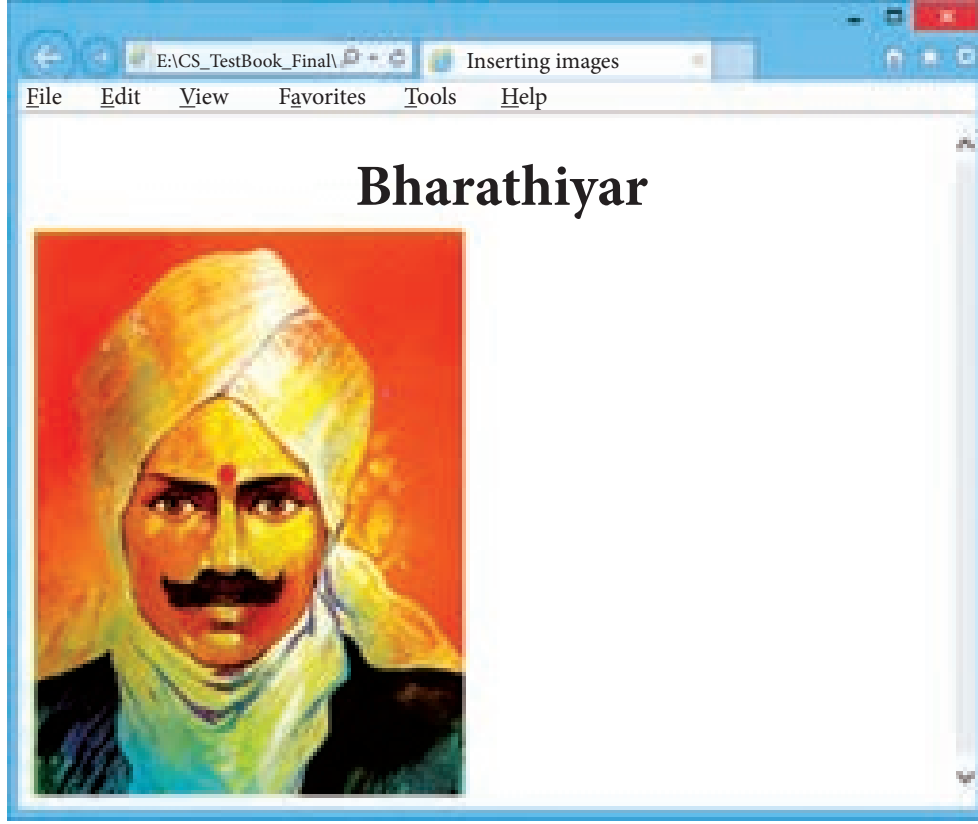 E:\CS_TestBook_Final\ Inserting images
File Edit View Favorites Tools Help
Bharathiyar